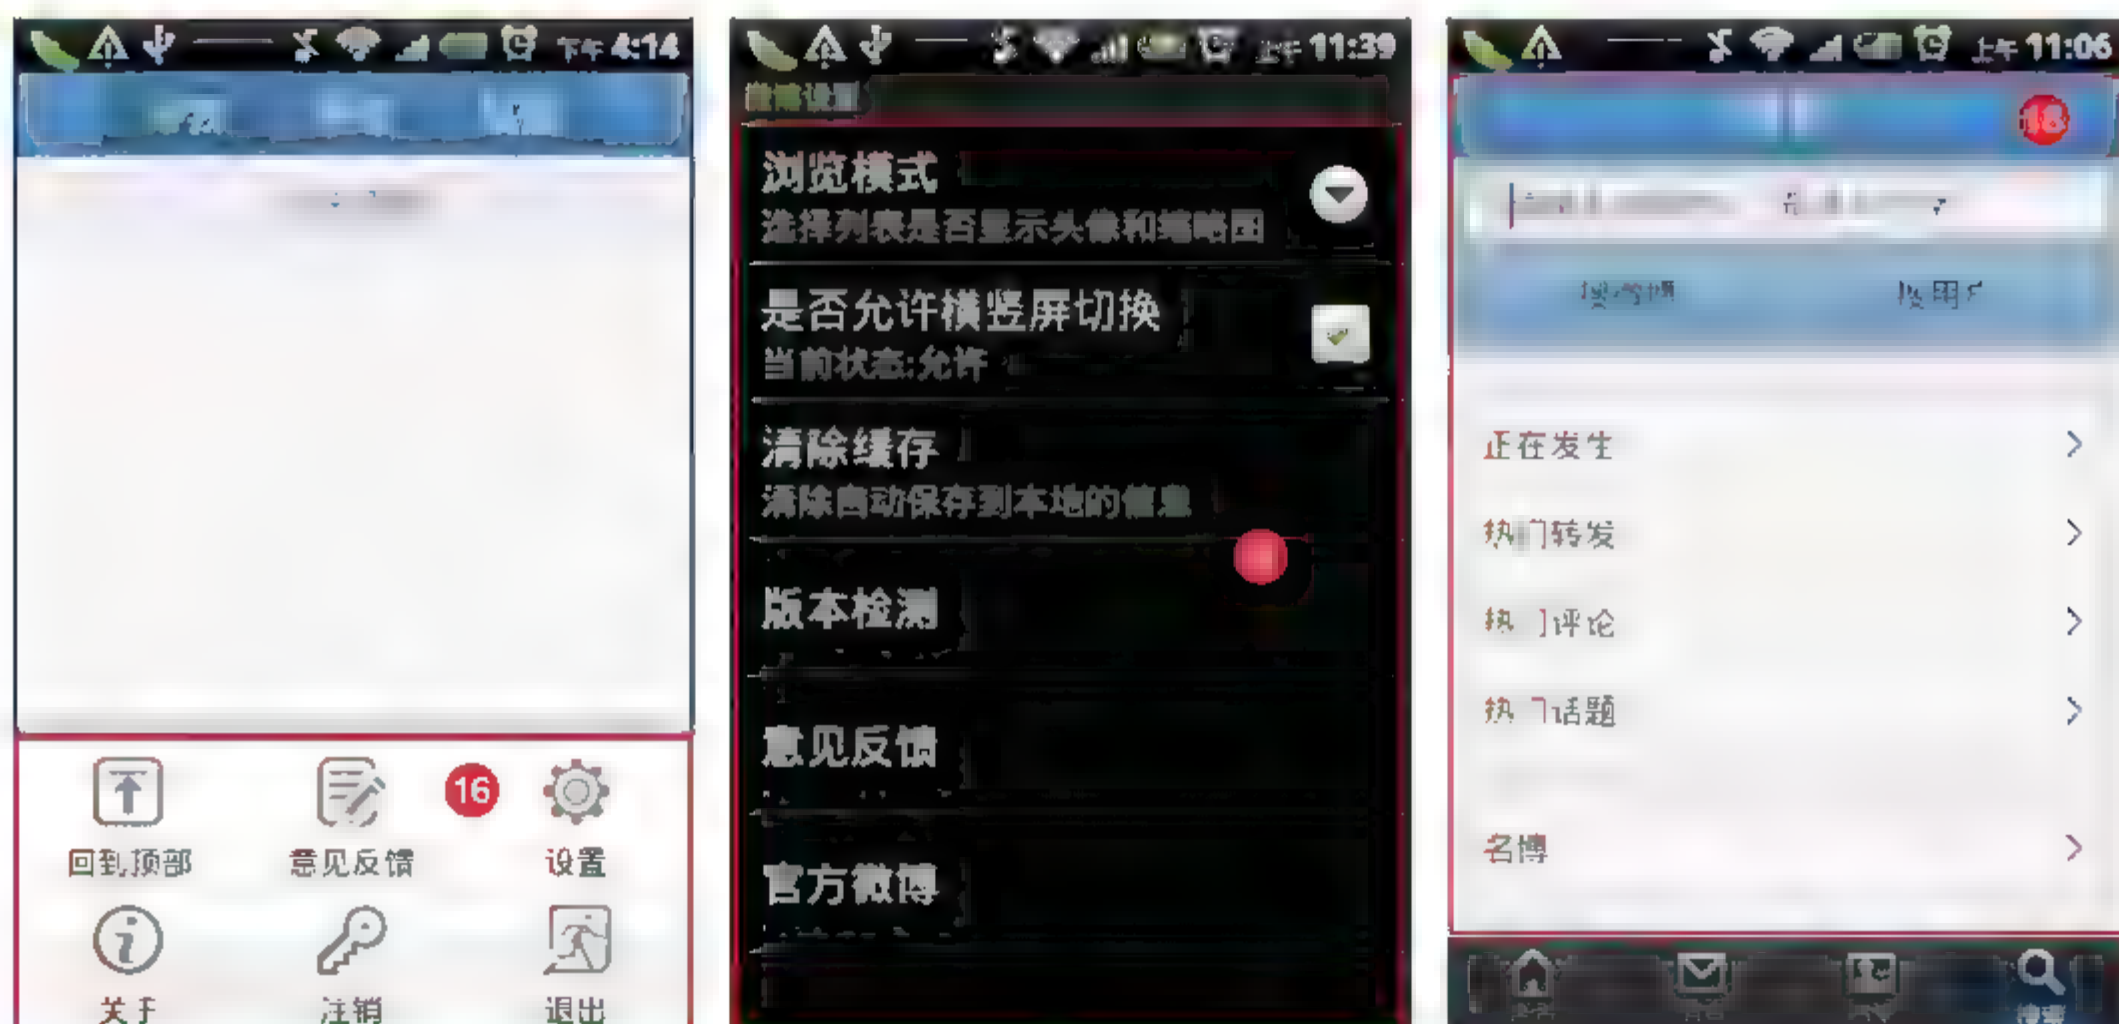 下午 4:14
16
回到顶部
意见反馈
设置
关于
注销
退出
上午 11:39
浏览模式
选择列表是否显示头像和缩略图
是否允许横竖屏切换
当前状态:允许
清除缓存
清除自动保存到本地的信息
版本检测
意见反馈
官方微博
上午 11:06
18
正在发生
热门转发
热门评论
热门话题
名博